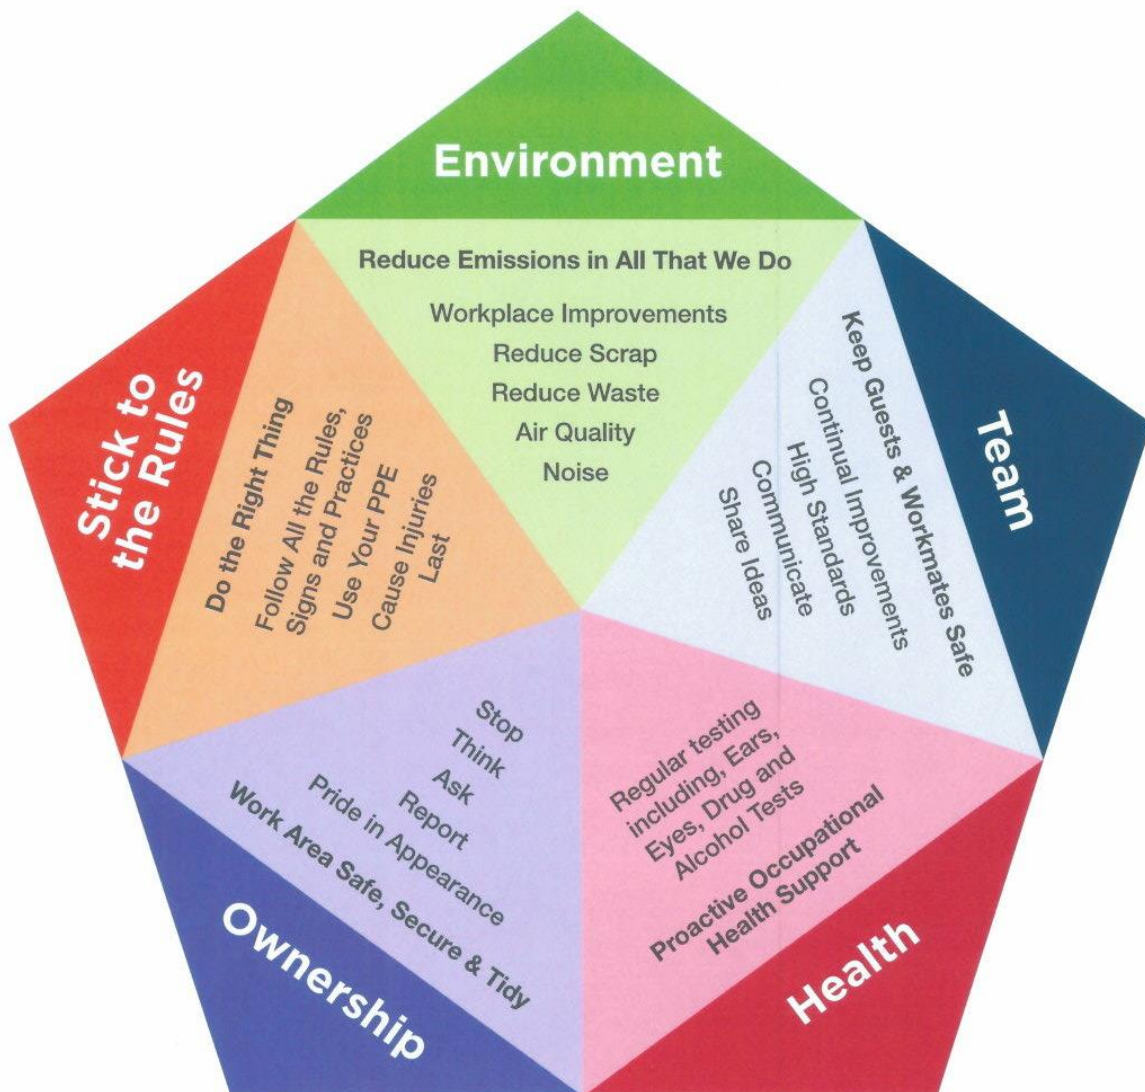 Environment
Reduce Emissions in All That We Do
Workplace Improvements
Reduce Scrap
Reduce Waste
Air Quality
Noise
Team
Keep Guests & Workmates Safe
Continual Improvements
High Standards
Communicate
Share Ideas
Health
Regular testing
including, Ears,
Eyes, Drug and
Alcohol Tests
Proactive Occupational
Health Support
Ownership
Stop
Think
Ask
Report
Pride in Appearance
Work Area Safe, Secure & Tidy
Stick to
the Rules
Do the Right Thing
Follow All the Rules,
Signs and Practices
Use Your PPE
Cause Injuries
Last